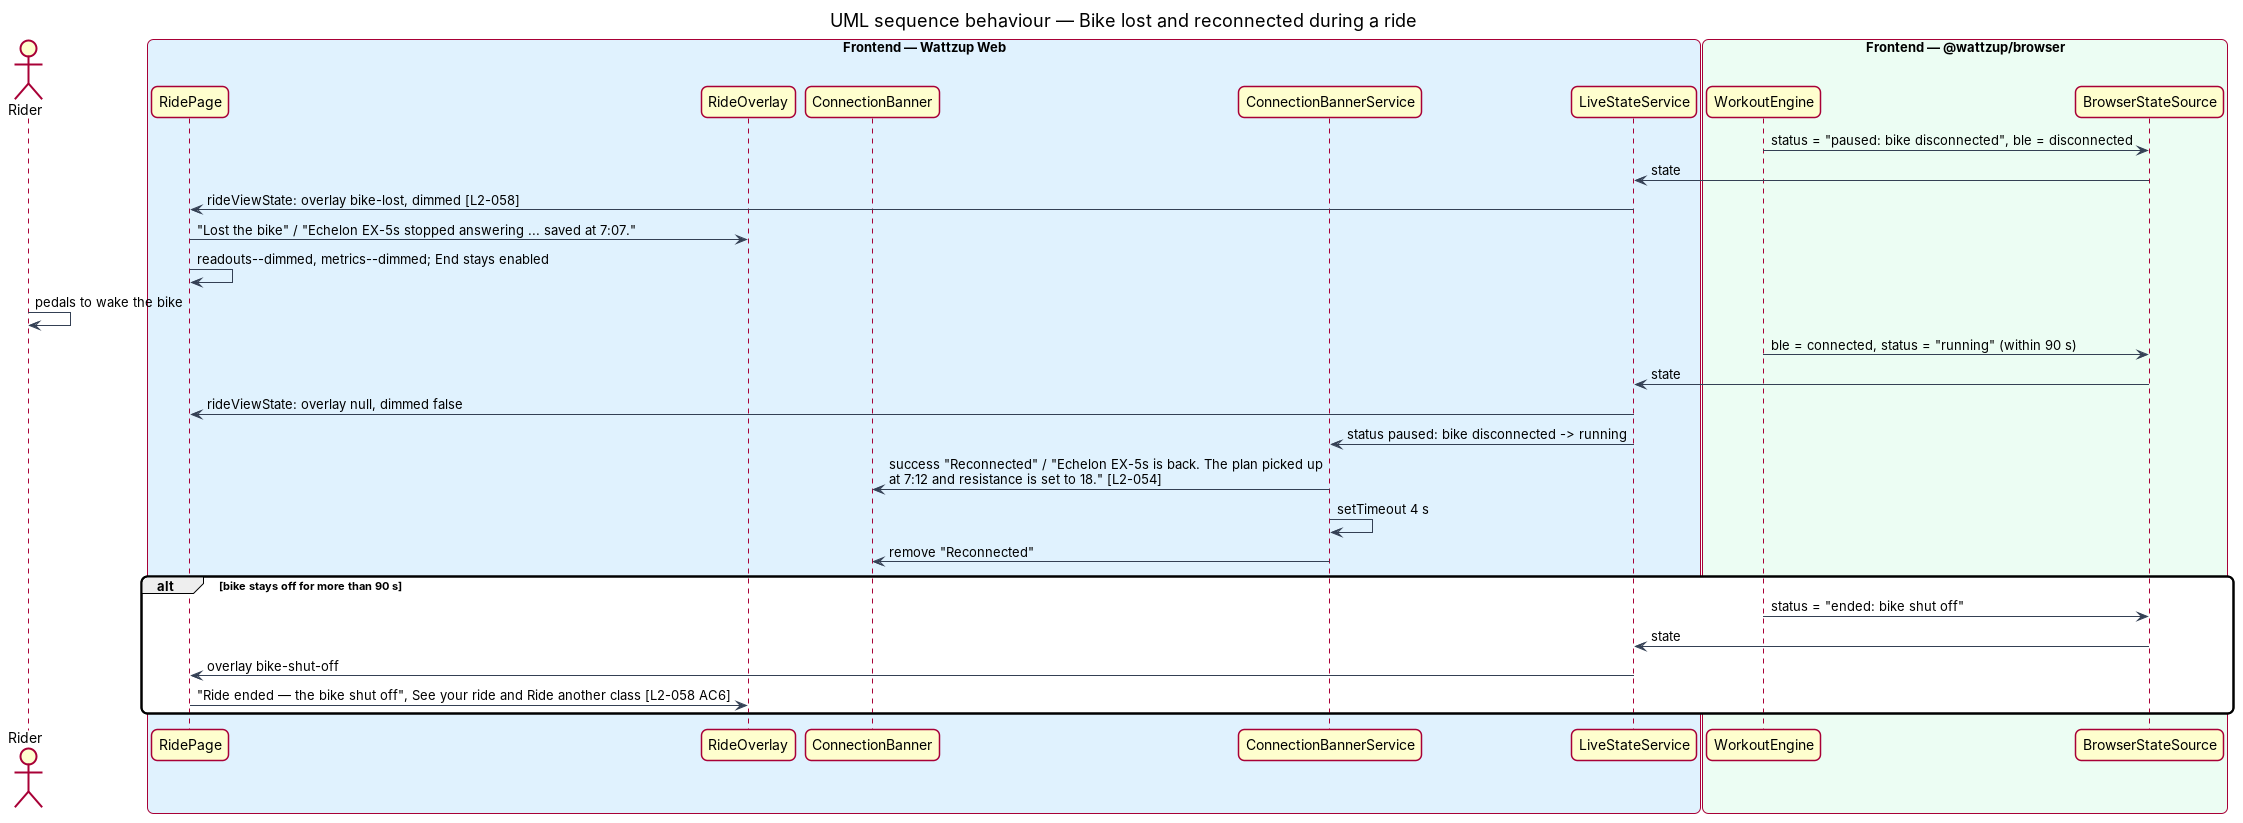 UML sequence behaviour — Bike lost and reconnected during a ride
Frontend — Wattzup Web
Frontend — @wattzup/browser
Rider
RidePage
RideOverlay
ConnectionBanner
ConnectionBannerService
LiveStateService
WorkoutEngine
BrowserStateSource
status = "paused: bike disconnected", ble = disconnected
state
rideViewState: overlay bike-lost, dimmed [L2-058]
"Lost the bike" / "Echelon EX-5s stopped answering ... saved at 7:07."
readouts--dimmed, metrics--dimmed; End stays enabled
pedals to wake the bike
ble = connected, status = "running" (within 90 s)
state
rideViewState: overlay null, dimmed false
status paused: bike disconnected -> running
success "Reconnected" / "Echelon EX-5s is back. The plan picked up
at 7:12 and resistance is set to 18." [L2-054]
setTimeout 4 s
remove "Reconnected"
alt
[bike stays off for more than 90 s]
status = "ended: bike shut off"
state
overlay bike-shut-off
"Ride ended — the bike shut off", See your ride and Ride another class [L2-058 AC6]
Rider
RidePage
RideOverlay
ConnectionBanner
ConnectionBannerService
LiveStateService
WorkoutEngine
BrowserStateSource